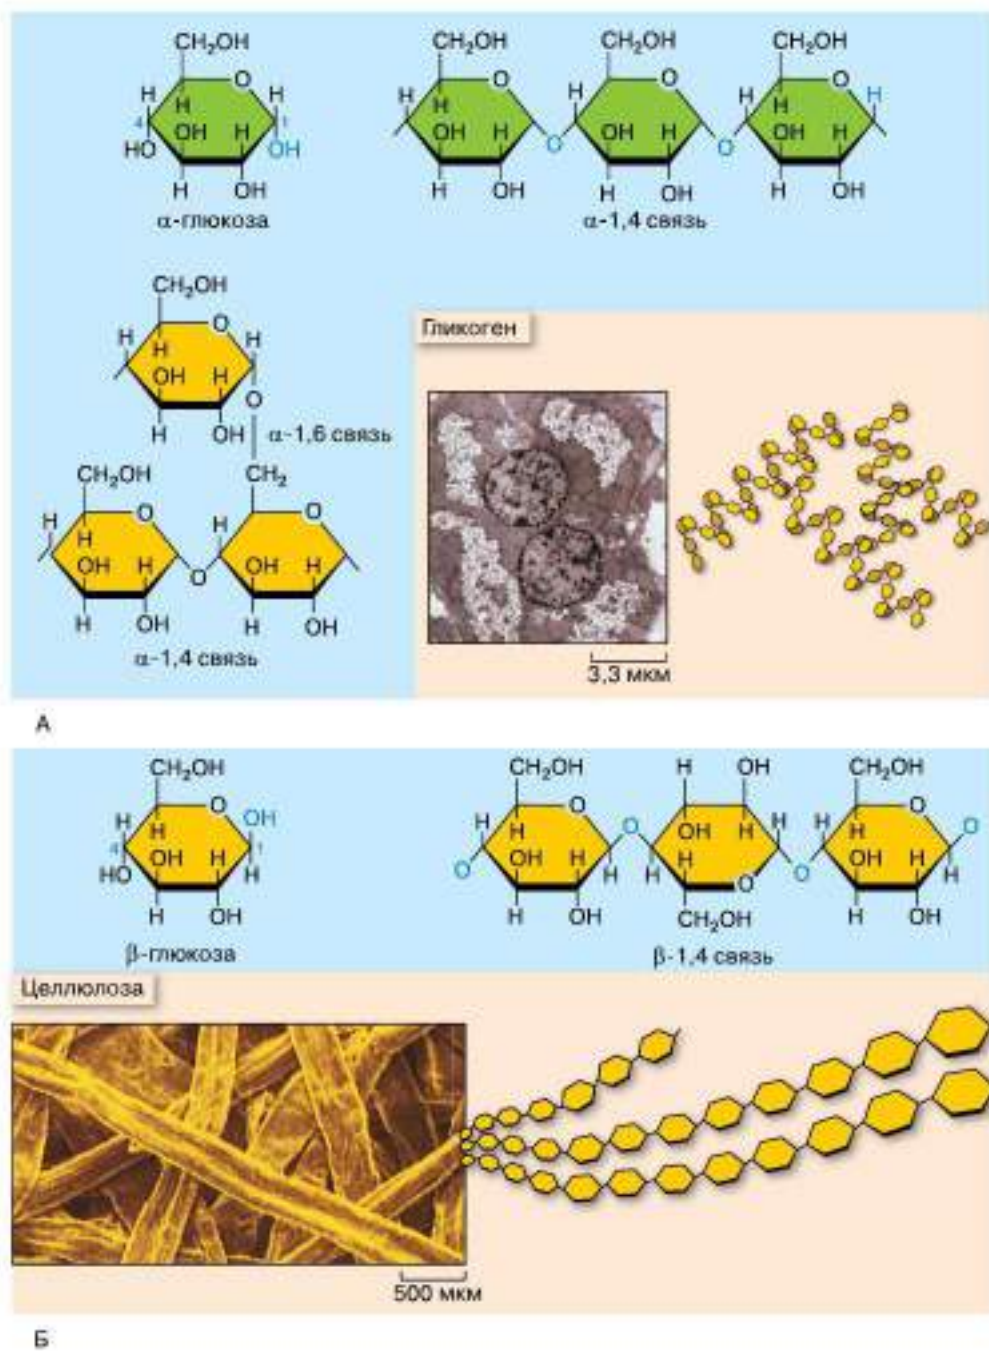 CH₂OH CH₂OH CH₂OH CH₂OH
H O H H O H O H O H
H H
4 OH H 1 OH H OH H OH H
HO OH O O
H OH H OH H OH H OH
α-глюкоза α-1,4 связь
CH₂OH
H O H
H
OH H
O
H OH α-1,6 связь
CH₂OH CH₂
H O H O
H
OH H OH H
O
H OH H OH
α-1,4 связь
Гликоген
3,3 мкм
А
CH₂OH CH₂OH H OH CH₂OH
O OH O O O O
H H H H
4 H 1 H OH H H
OH H OH H OH H
HO H O H H H O H
H OH H OH O H OH
CH₂OH
β-глюкоза β-1,4 связь
Целлюлоза
500 мкм
Б